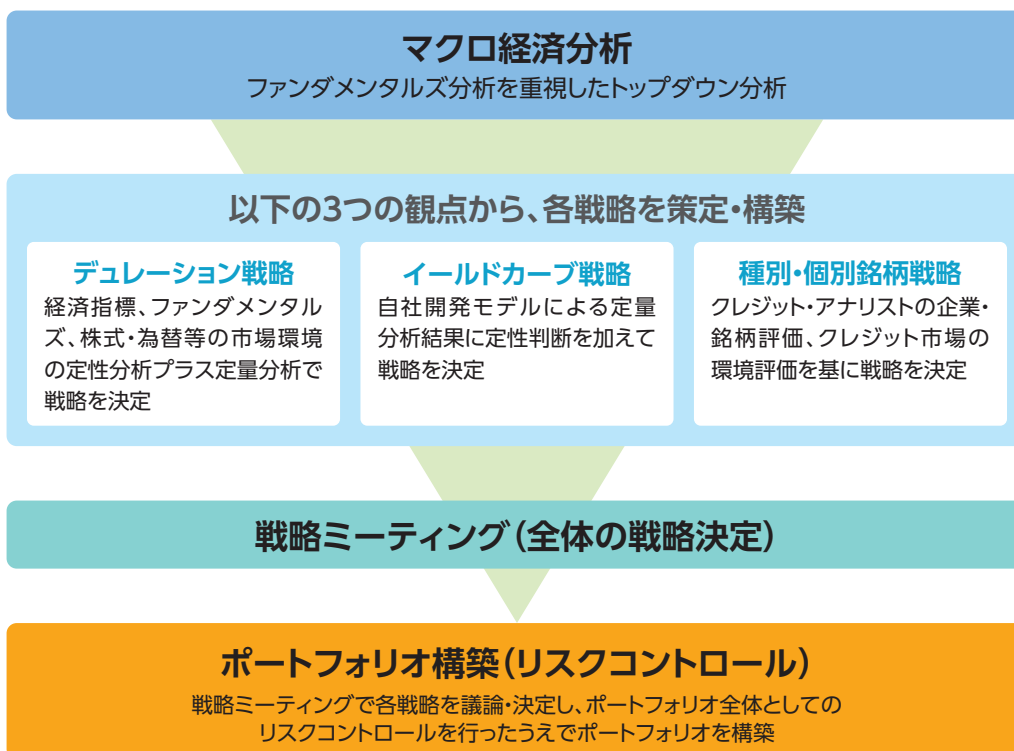 マクロ経済分析
ファンダメンタルズ分析を重視したトップダウン分析
以下の3つの観点から、各戦略を策定・構築
デュレーション戦略
経済指標、ファンダメンタル
ズ、株式・為替等の市場環境
の定性分析プラス定量分析で
戦略を決定
イールドカーブ戦略
自社開発モデルによる定量
分析結果に定性判断を加えて
戦略を決定
種別・個別銘柄戦略
クレジット・アナリストの企業・
銘柄評価、クレジット市場の
環境評価を基に戦略を決定
戦略ミーティング(全体の戦略決定)
ポートフォリオ構築(リスクコントロール)
戦略ミーティングで各戦略を議論・決定し、ポートフォリオ全体としての
リスクコントロールを行ったうえでポートフォリオを構築